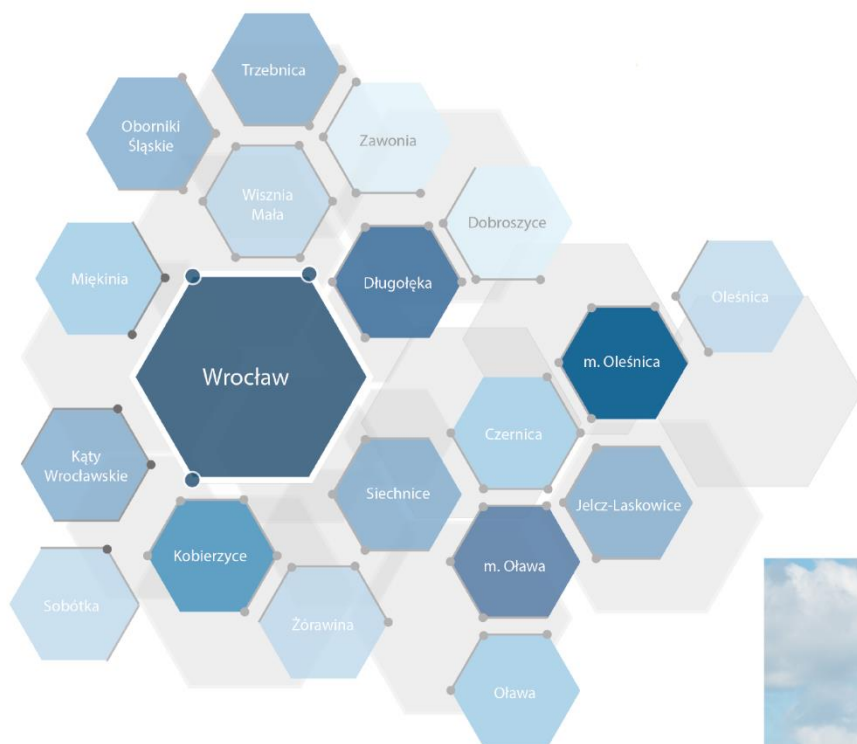 Trzebnica
Oborniki
Śląskie
Zawonia
Wisznia
Mała
Dobroszyce
Miękinia
Długołęka
Oleśnica
m. Oleśnica
Wrocław
Czernica
Kąty
Wrocławskie
Siechnice
Jelcz-Laskowice
Kobierzyce
m. Oława
Sobótka
Żórawina
Oława